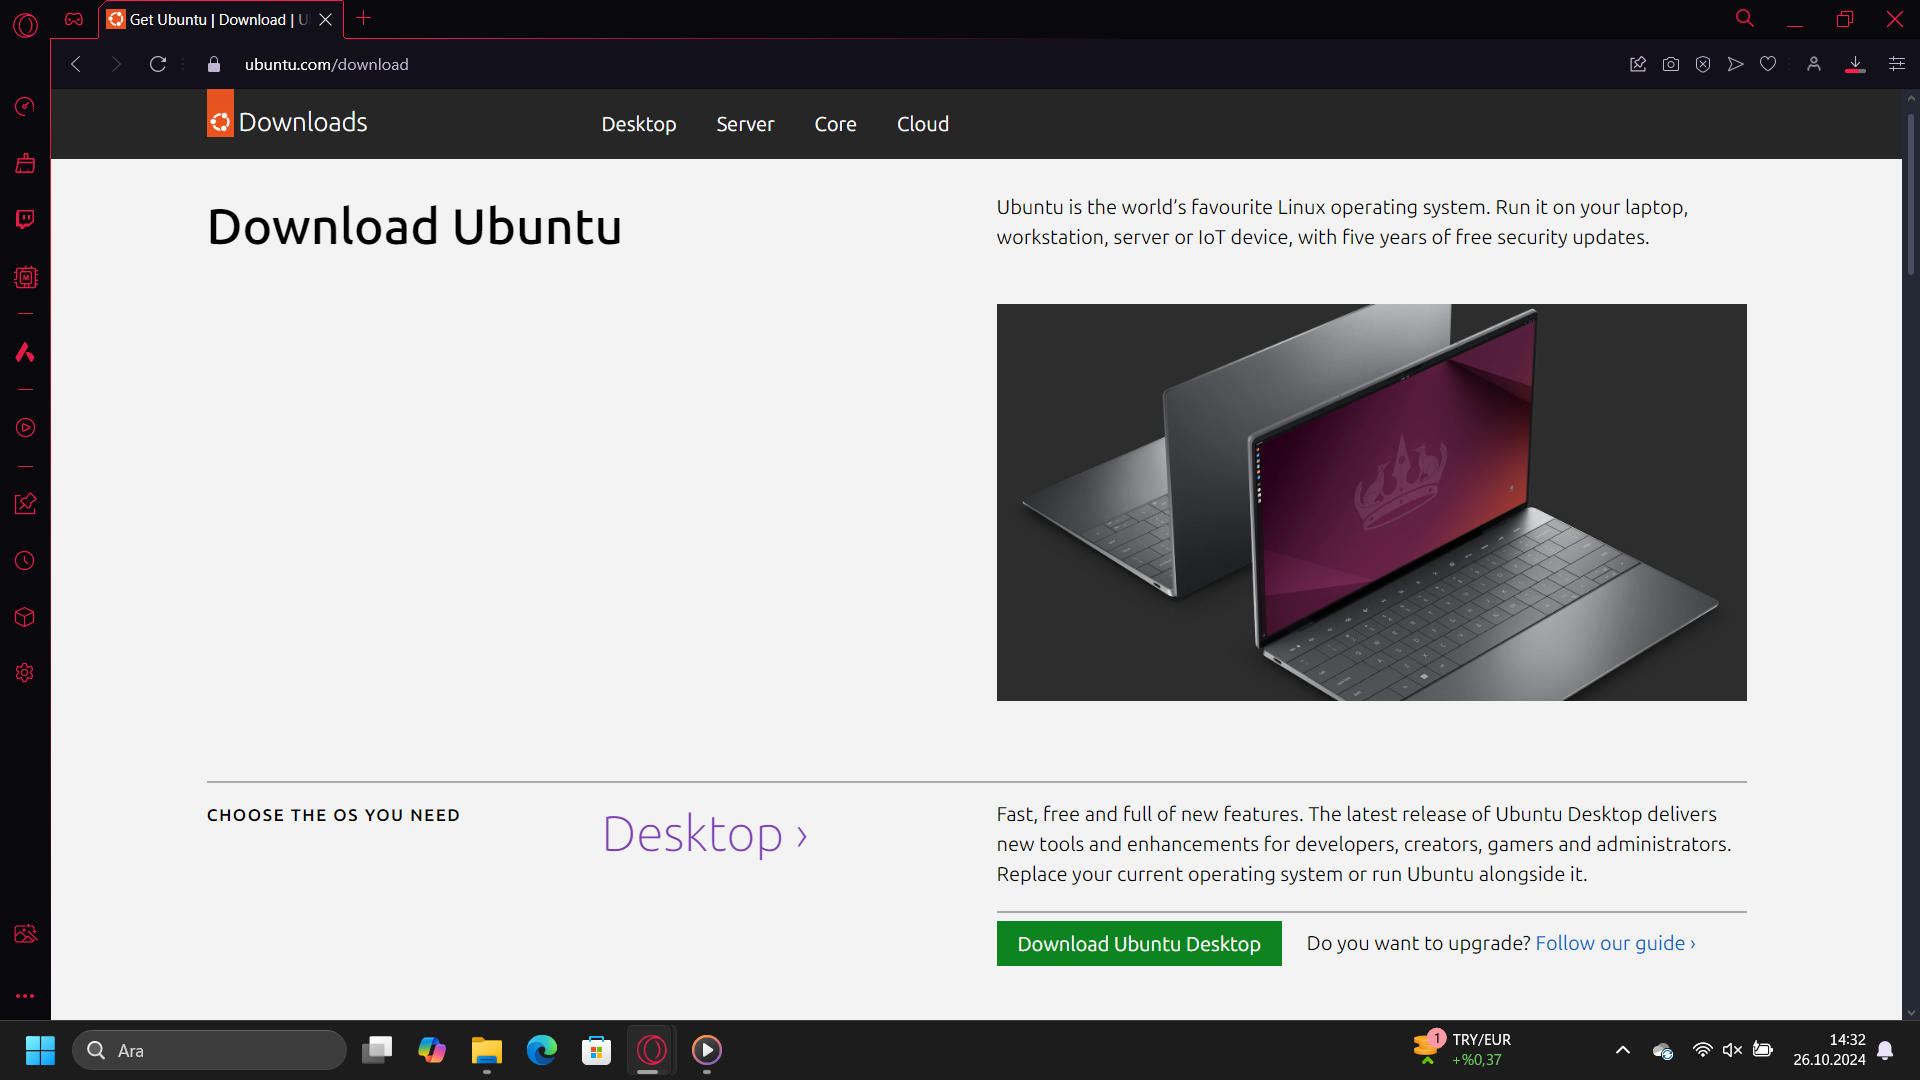 Get Ubuntu | Download | U
ubuntu.com/download
Downloads
Desktop
Server
Core
Cloud
Download Ubuntu
Ubuntu is the world’s favourite Linux operating system. Run it on your laptop,
workstation, server or IoT device, with five years of free security updates.
CHOOSE THE OS YOU NEED
Desktop ›
Fast, free and full of new features. The latest release of Ubuntu Desktop delivers
new tools and enhancements for developers, creators, gamers and administrators.
Replace your current operating system or run Ubuntu alongside it.
Download Ubuntu Desktop
Do you want to upgrade? Follow our guide ›
Ara
1
TRY/EUR
+%0,37
14:32
26.10.2024